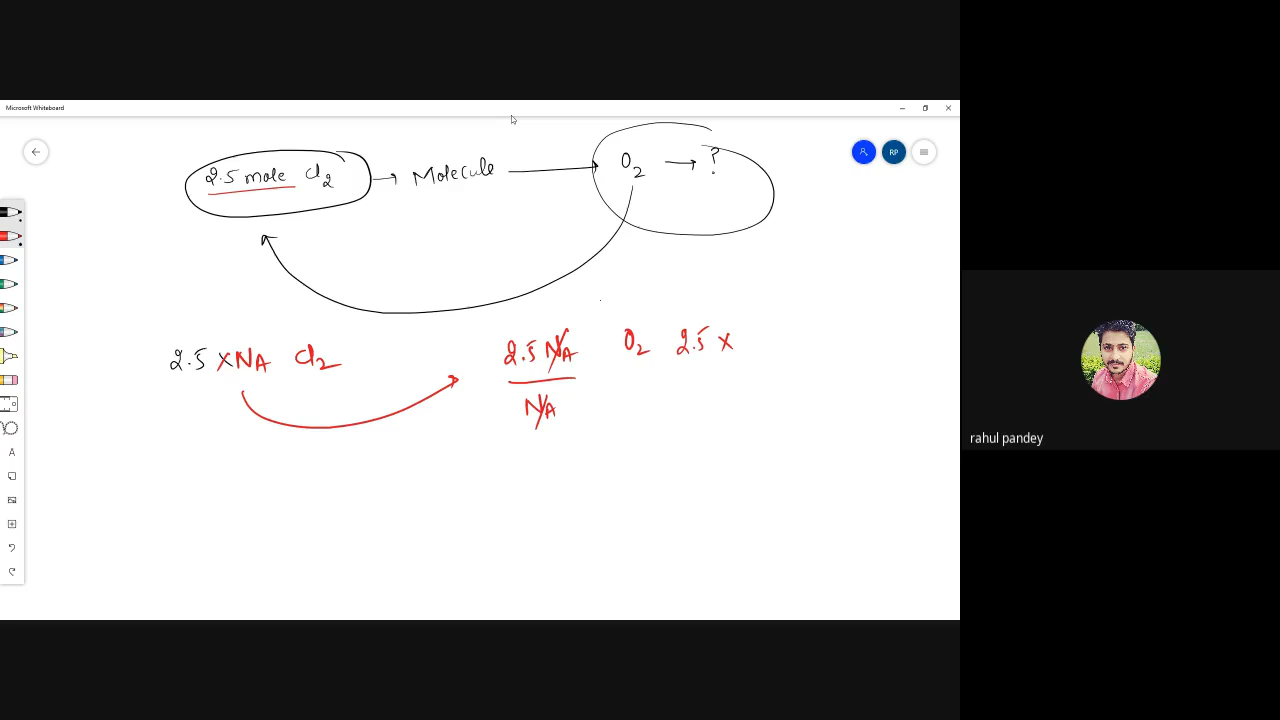 Microsoft Whiteboard
RP
2.5 mole Cl2 → Molecule → O2 → ?
2.5 X NA Cl2
2.5 NA
NA
O2 2.5 X
A
rahul pandey